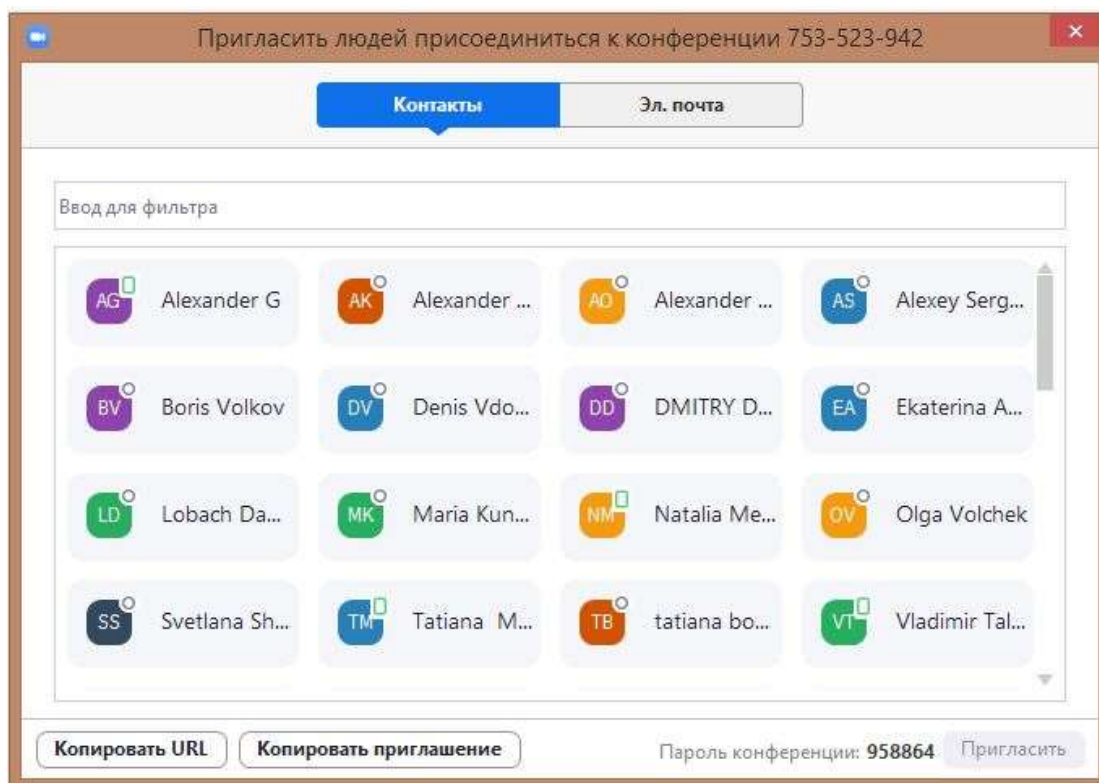 Пригласить людей присоединиться к конференции 753-523-942
Контакты Эл. почта
Ввод для фильтра
AG Alexander G AK Alexander ... AO Alexander ... AS Alexey Serg...
BV Boris Volkov DV Denis Vdo... DD DMITRY D... EA Ekaterina A...
LD Lobach Da... MK Maria Kun... NM Natalia Me... OV Olga Volchek
SS Svetlana Sh... TM Tatiana M... TB tatiana bo... VT Vladimir Tal...
Копировать URL Копировать приглашение Пароль конференции: 958864 Пригласить